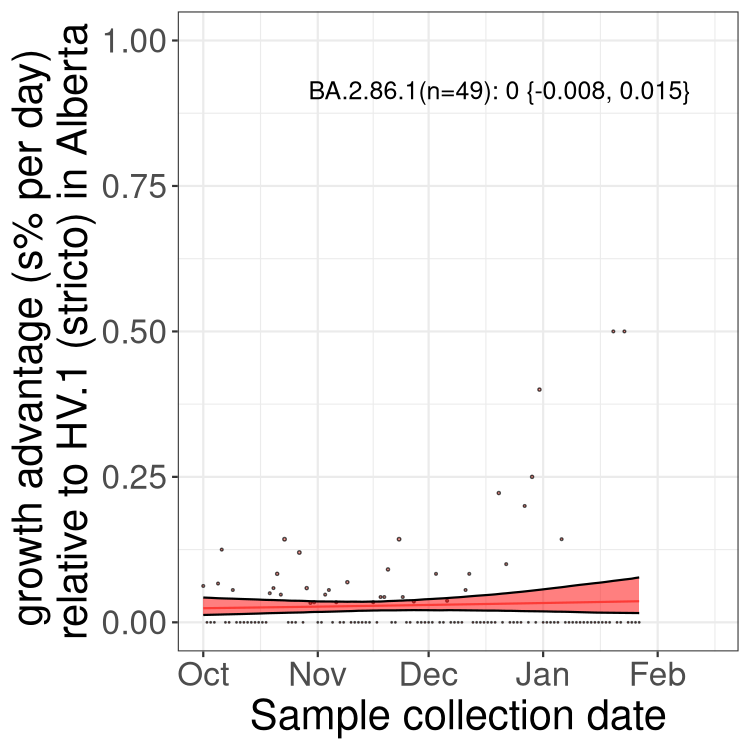 growth advantage (s% per day)
relative to HV.1 (stricto) in Alberta
1.00
0.75
0.50
0.25
0.00
BA.2.86.1(n=49): 0 {-0.008, 0.015}
Oct Nov Dec Jan Feb
Sample collection date